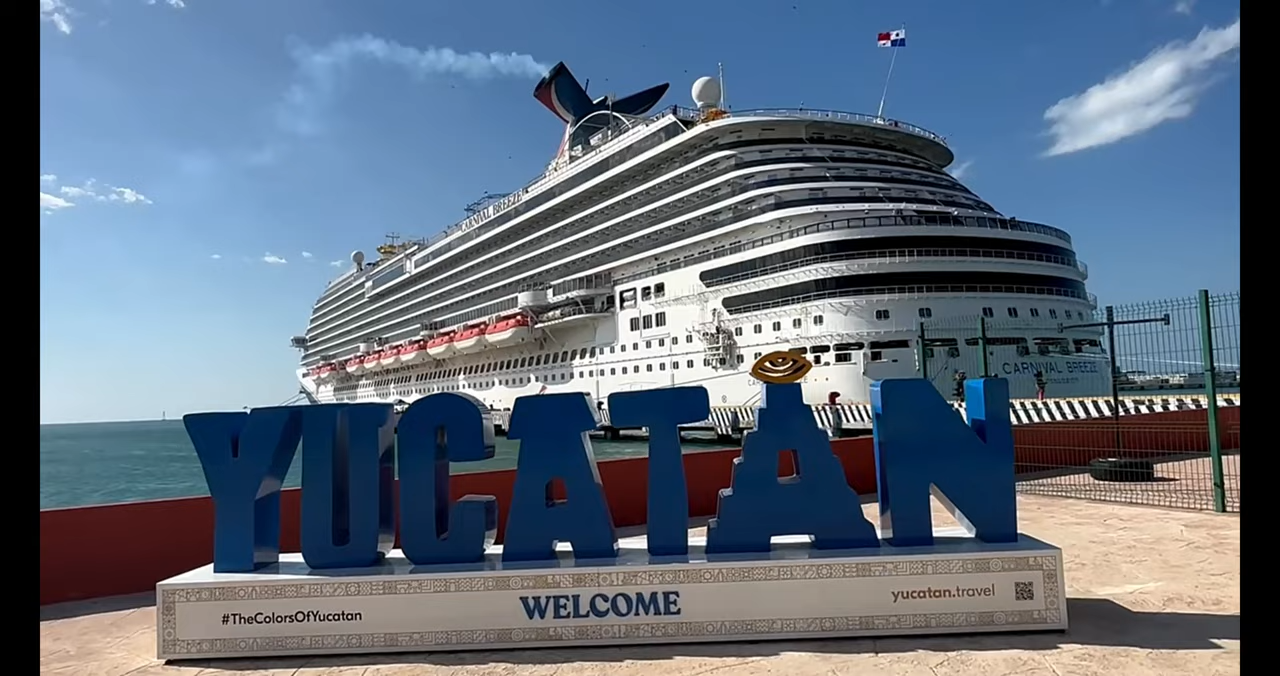 CARNIVAL BREEZE
CARNIVAL BREEZE
YUCATAN
#TheColorsOfYucatan
WELCOME
yucatan.travel